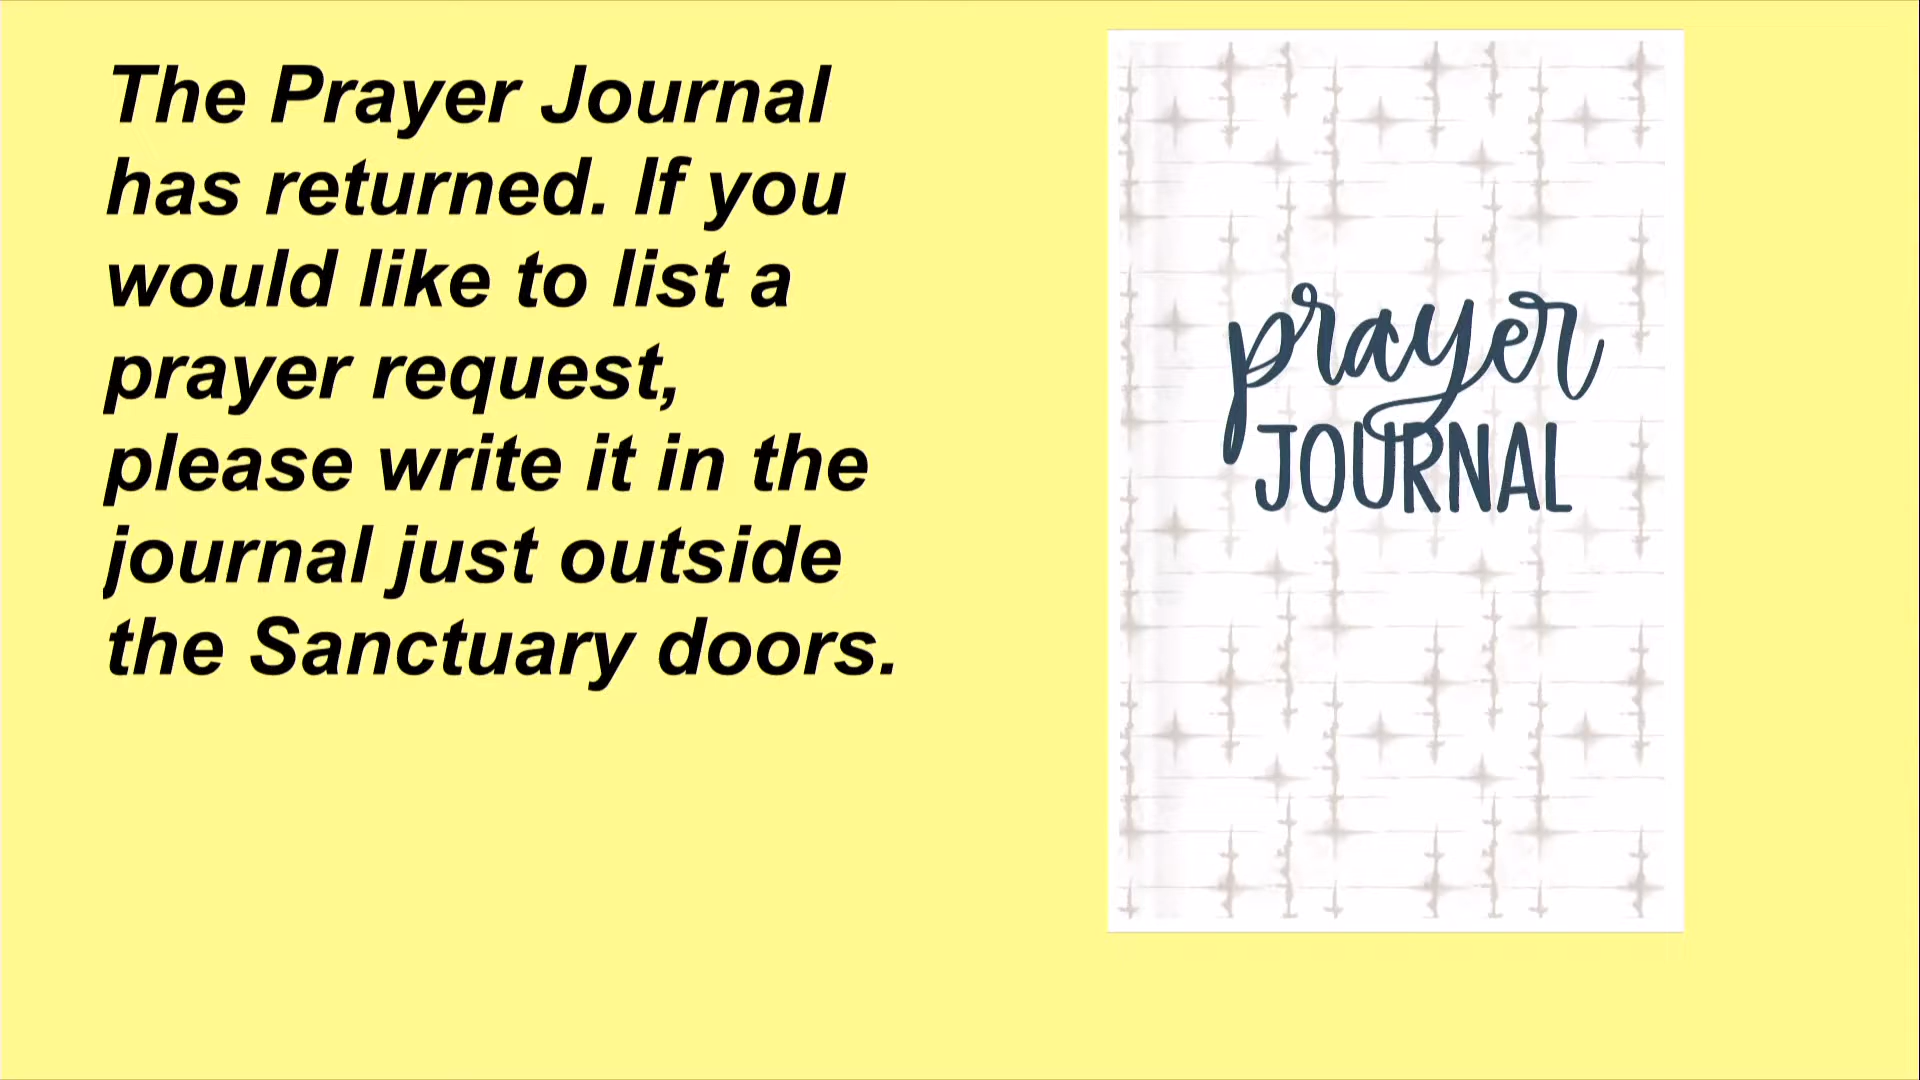 The Prayer Journal
has returned. If you
would like to list a
prayer request,
please write it in the
journal just outside
the Sanctuary doors.
prayer
JOURNAL